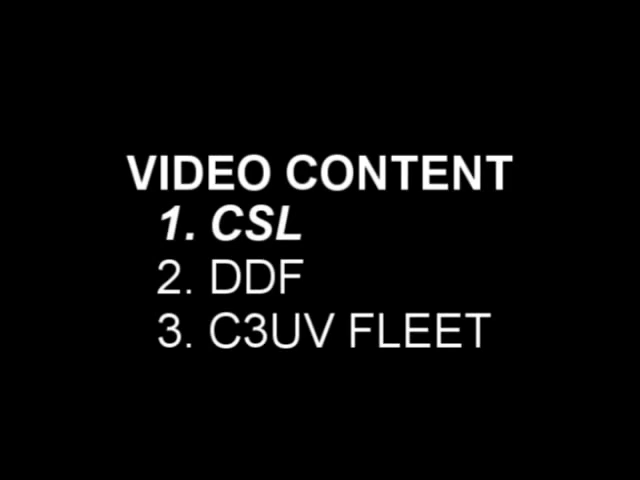 VIDEO CONTENT
1. CSL
2. DDF
3. C3UV FLEET